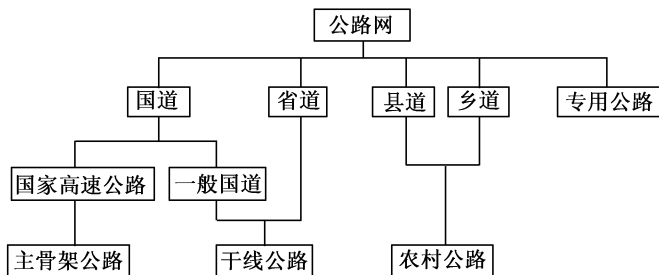 公路网
国道
省道
县道
乡道
专用公路
国家高速公路
一般国道
主骨架公路
干线公路
农村公路